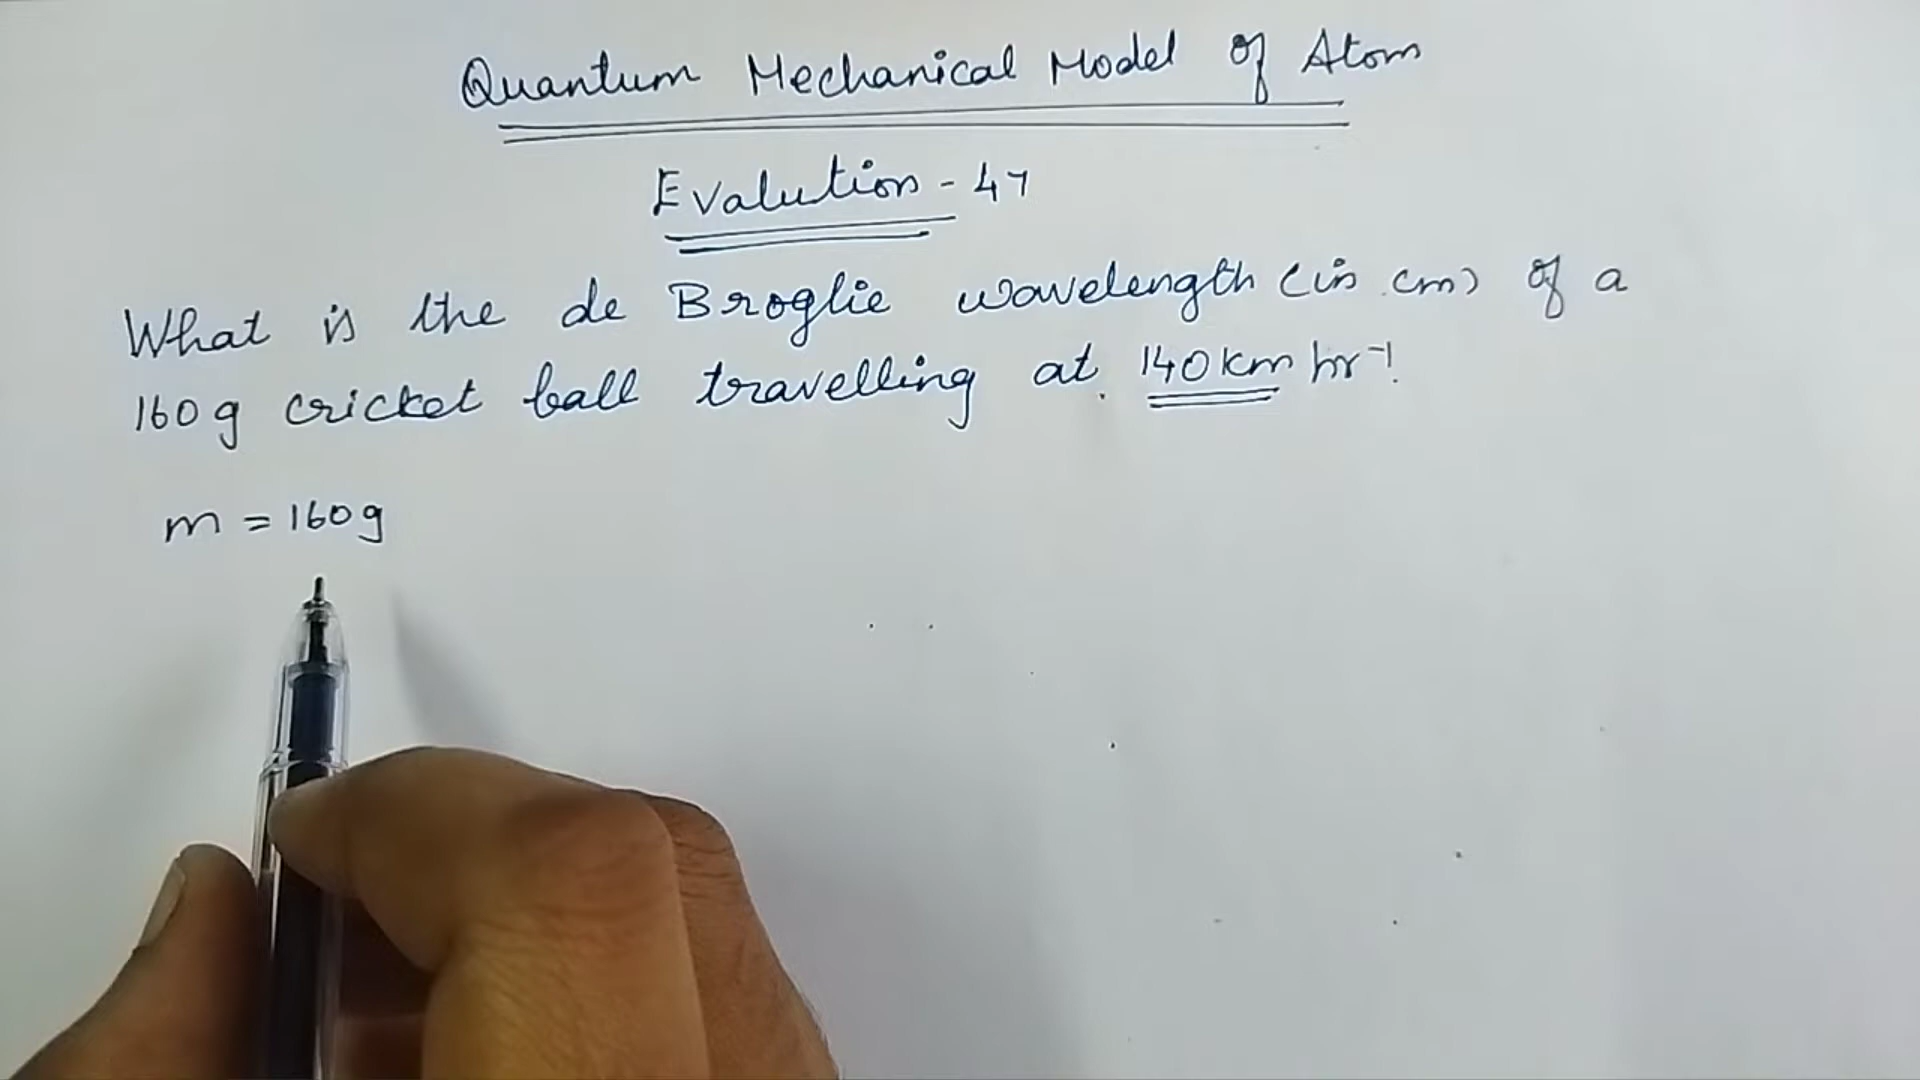 Quantum Mechanical Model of Atom
Evalution - 47
What is the de Broglie wavelength (in cm) of a
160g cricket ball travelling at 140 km hr⁻¹.
m = 160g